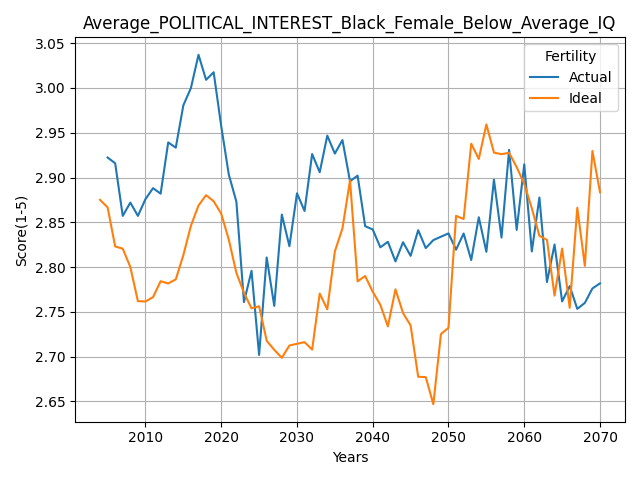 Average_POLITICAL_INTEREST_Black_Female_Below_Average_IQ
Fertility
Actual
Ideal
Score(1-5)
3.05
3.00
2.95
2.90
2.85
2.80
2.75
2.70
2.65
2010 2020 2030 2040 2050 2060 2070
Years